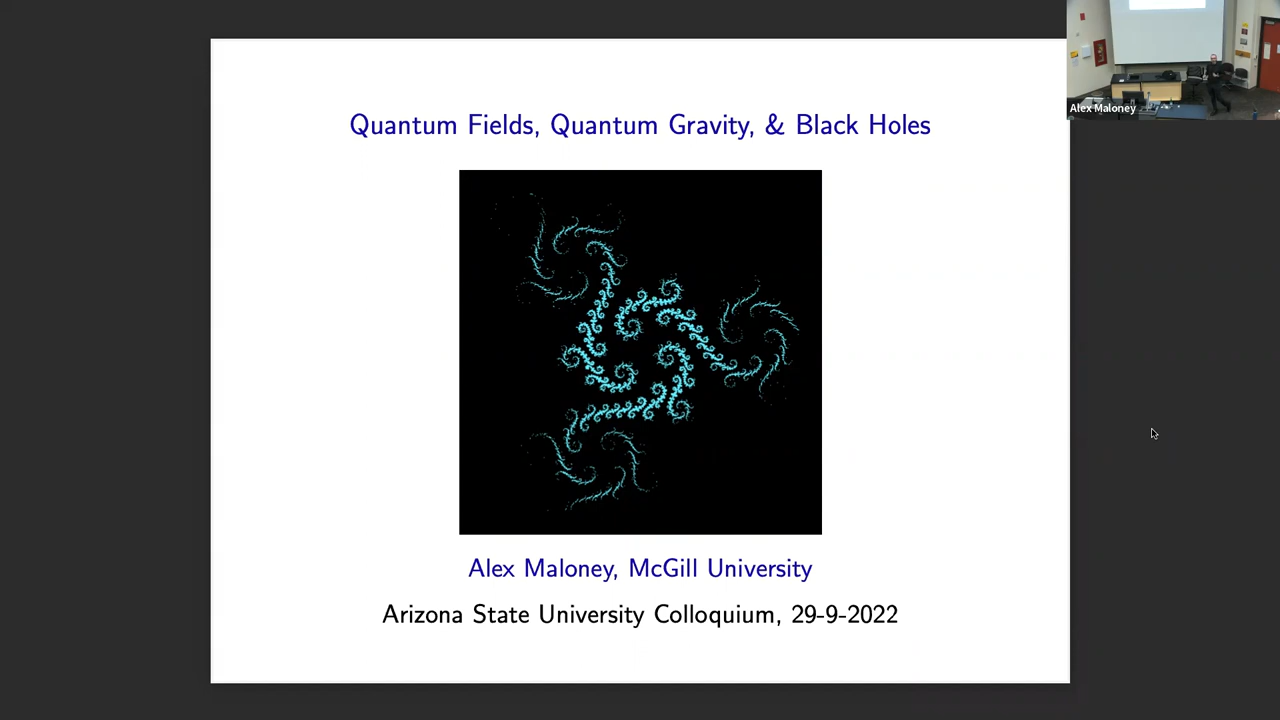 Alex Maloney
Quantum Fields, Quantum Gravity, & Black Holes
Alex Maloney, McGill University
Arizona State University Colloquium, 29-9-2022